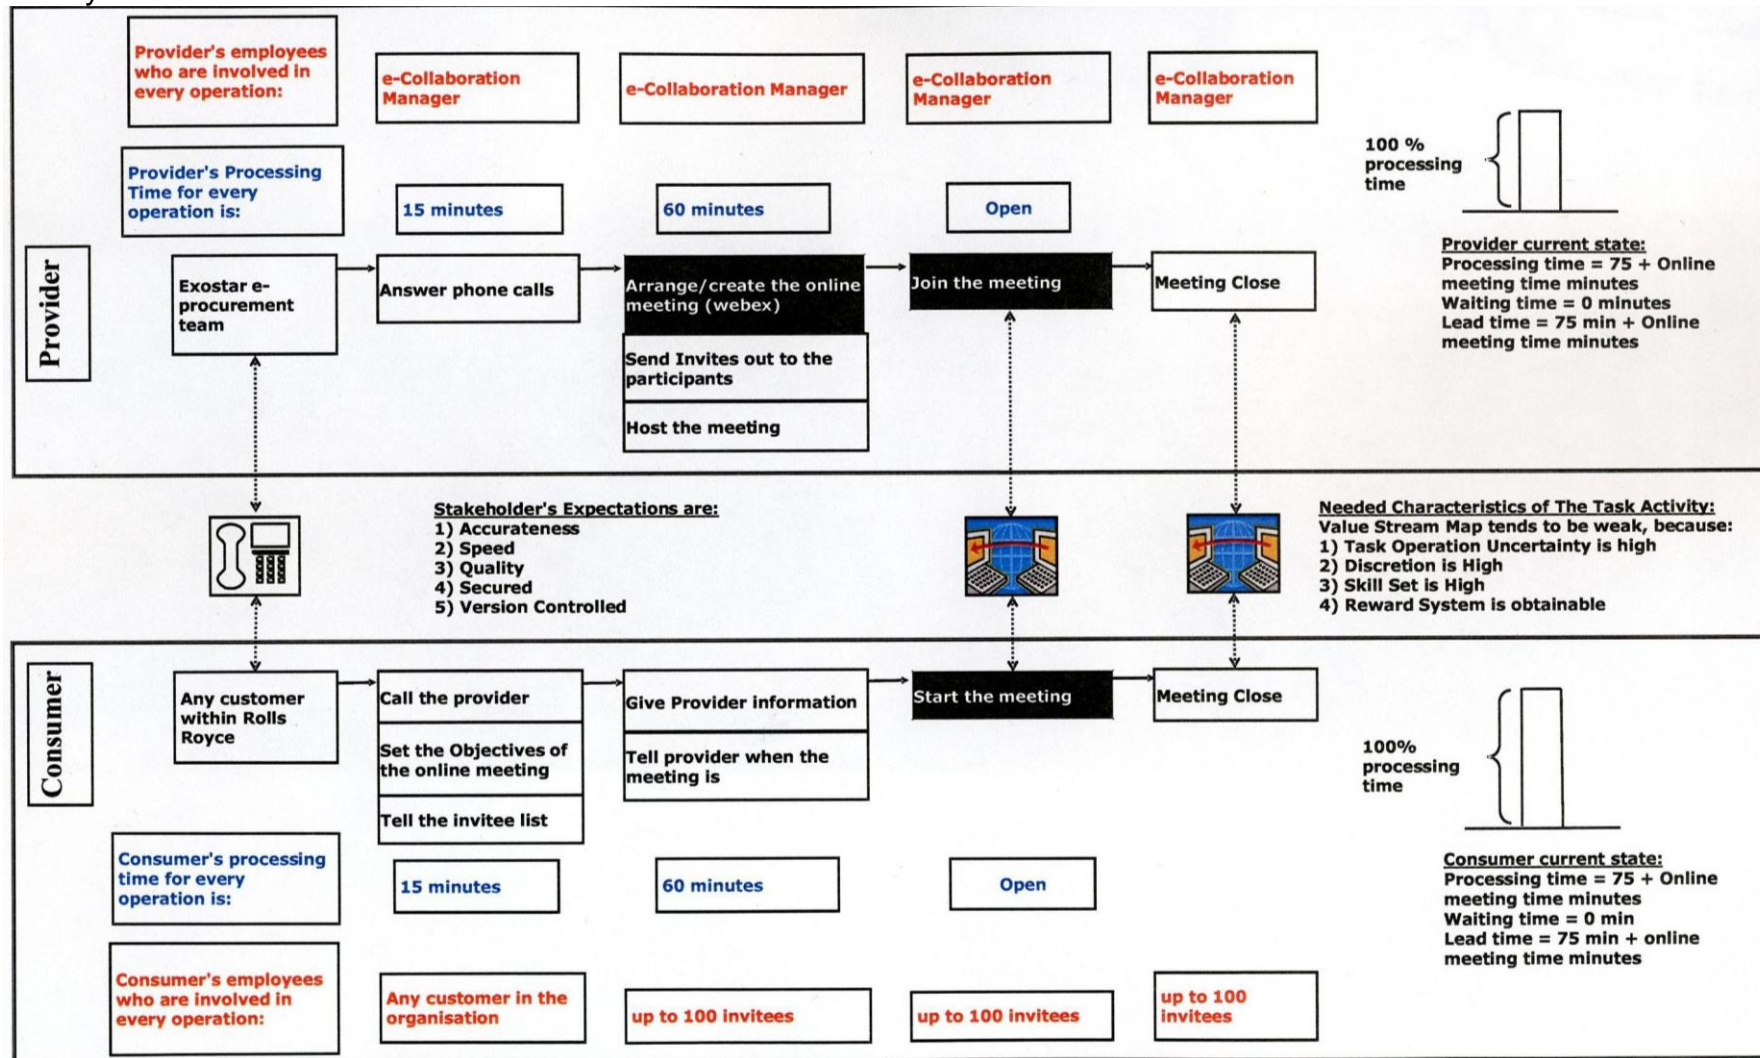 Provider's employees
who are involved in
every operation:
e-Collaboration
Manager
e-Collaboration Manager
e-Collaboration
Manager
e-Collaboration
Manager
Provider's Processing
Time for every
operation is:
15 minutes
60 minutes
Open
100 %
processing
time
Provider
Exostar e-
procurement
team
Answer phone calls
Arrange/create the online
meeting (webex)
Send Invites out to the
participants
Host the meeting
Join the meeting
Meeting Close
Provider current state:
Processing time = 75 + Online
meeting time minutes
Waiting time = 0 minutes
Lead time = 75 min + Online
meeting time minutes
Stakeholder's Expectations are:
1) Accurateness
2) Speed
3) Quality
4) Secured
5) Version Controlled
Needed Characteristics of The Task Activity:
Value Stream Map tends to be weak, because:
1) Task Operation Uncertainty is high
2) Discretion is High
3) Skill Set is High
4) Reward System is obtainable
Consumer
Any customer
within Rolls
Royce
Call the provider
Set the Objectives of
the online meeting
Tell the invitee list
Give Provider information
Tell provider when the
meeting is
Start the meeting
Meeting Close
100%
processing
time
Consumer's processing
time for every
operation is:
15 minutes
60 minutes
Open
Consumer current state:
Processing time = 75 + Online
meeting time minutes
Waiting time = 0 min
Lead time = 75 min + online
meeting time minutes
Consumer's employees
who are involved in
every operation:
Any customer in the
organisation
up to 100 invitees
up to 100 invitees
up to 100
invitees